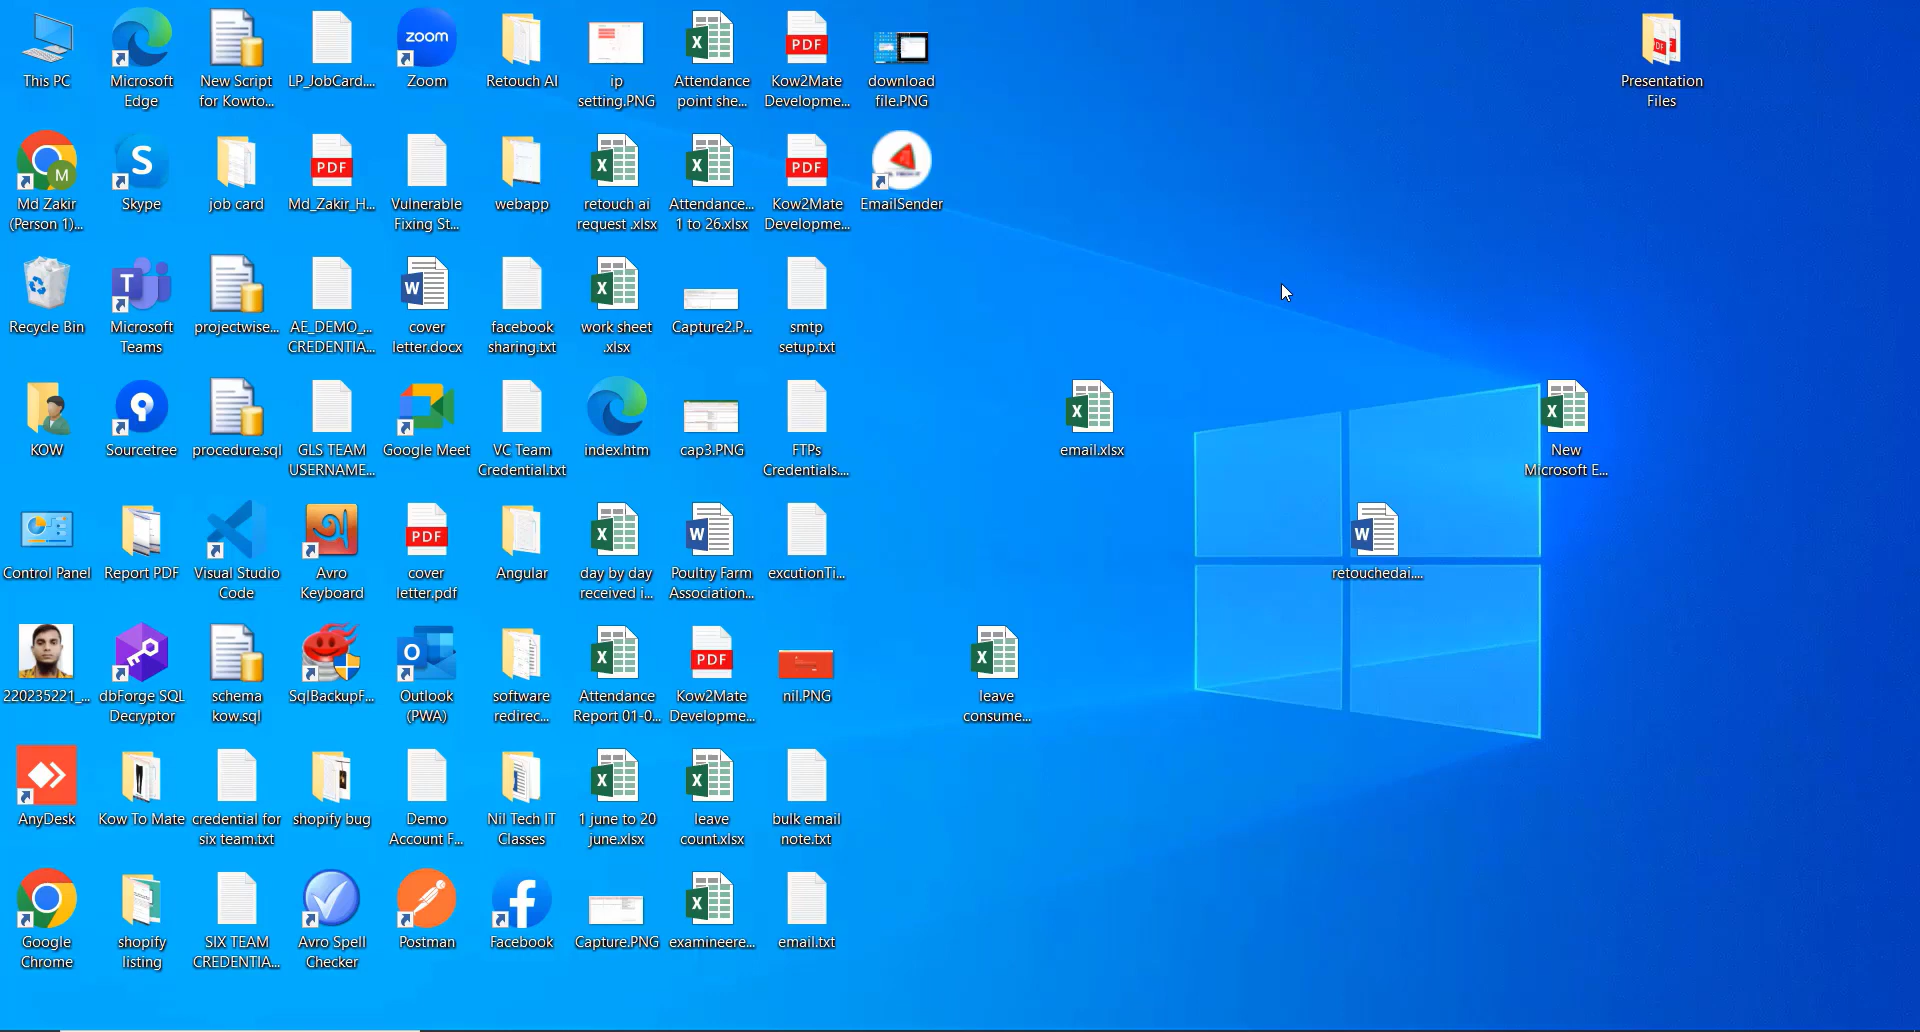 This PC
Microsoft
Edge
New Script
for Kowto...
LP_JobCard....
zoom
Zoom
Retouch AI
ip
setting.PNG
Attendance
point she...
PDF
Kow2Mate
Developme...
download
file.PNG
Presentation
Files
M
Md Zakir
(Person 1)...
Skype
job card
PDF
Md_Zakir_H...
Vulnerable
Fixing St...
webapp
retouch ai
request .xlsx
Attendance...
1 to 26.xlsx
PDF
Kow2Mate
Developme...
EmailSender
Recycle Bin
Microsoft
Teams
projectwise...
AE_DEMO_...
CREDENTIA...
cover
letter.docx
facebook
sharing.txt
work sheet
.xlsx
Capture2.P...
smtp
setup.txt
KOW
Sourcetree
procedure.sql
GLS TEAM
USERNAME...
Google Meet
VC Team
Credential.txt
index.htm
cap3.PNG
FTPs
Credentials....
email.xlsx
New
Microsoft E...
Control Panel
Report PDF
Visual Studio
Code
অ
Avro
Keyboard
PDF
cover
letter.pdf
Angular
day by day
received i...
Poultry Farm
Association...
excutionTi...
retouchedai....
220235221_...
dbForge SQL
Decryptor
schema
kow.sql
SqlBackupF...
Outlook
(PWA)
software
redirec...
Attendance
Report 01-0...
PDF
Kow2Mate
Developme...
nil.PNG
leave
consume...
AnyDesk
Kow To Mate
credential for
six team.txt
shopify bug
Demo
Account F...
Nil Tech IT
Classes
1 june to 20
june.xlsx
leave
count.xlsx
bulk email
note.txt
Google
Chrome
shopify
listing
SIX TEAM
CREDENTIA...
Avro Spell
Checker
Postman
Facebook
Capture.PNG
examineere...
email.txt